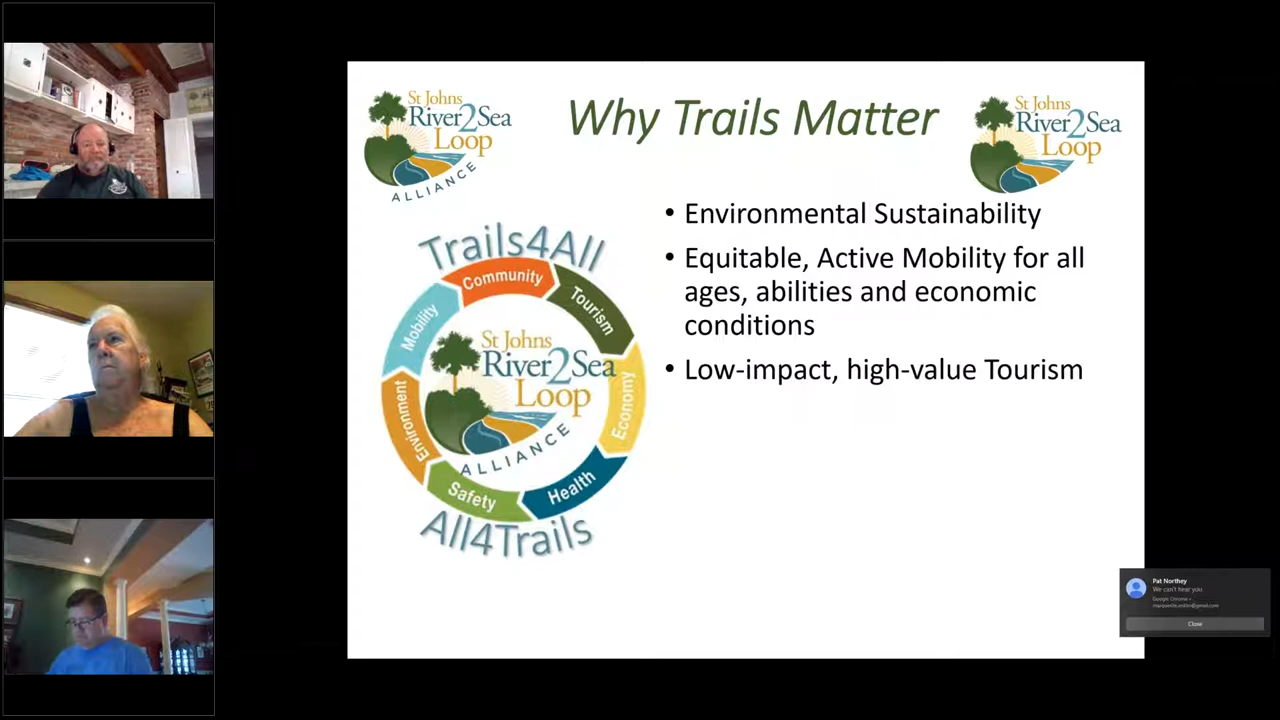 St Johns
River2Sea
Loop
ALLIANCE
Why Trails Matter
St Johns
River2Sea
Loop
• Environmental Sustainability
• Equitable, Active Mobility for all
ages, abilities and economic
conditions
• Low-impact, high-value Tourism
Trails4All
Community
Tourism
Economy
Health
Safety
Environment
Mobility
St Johns
River2Sea
Loop
ALLIANCE
All4Trails
Pat Northey
We can't hear you
Google Chrome •
Close